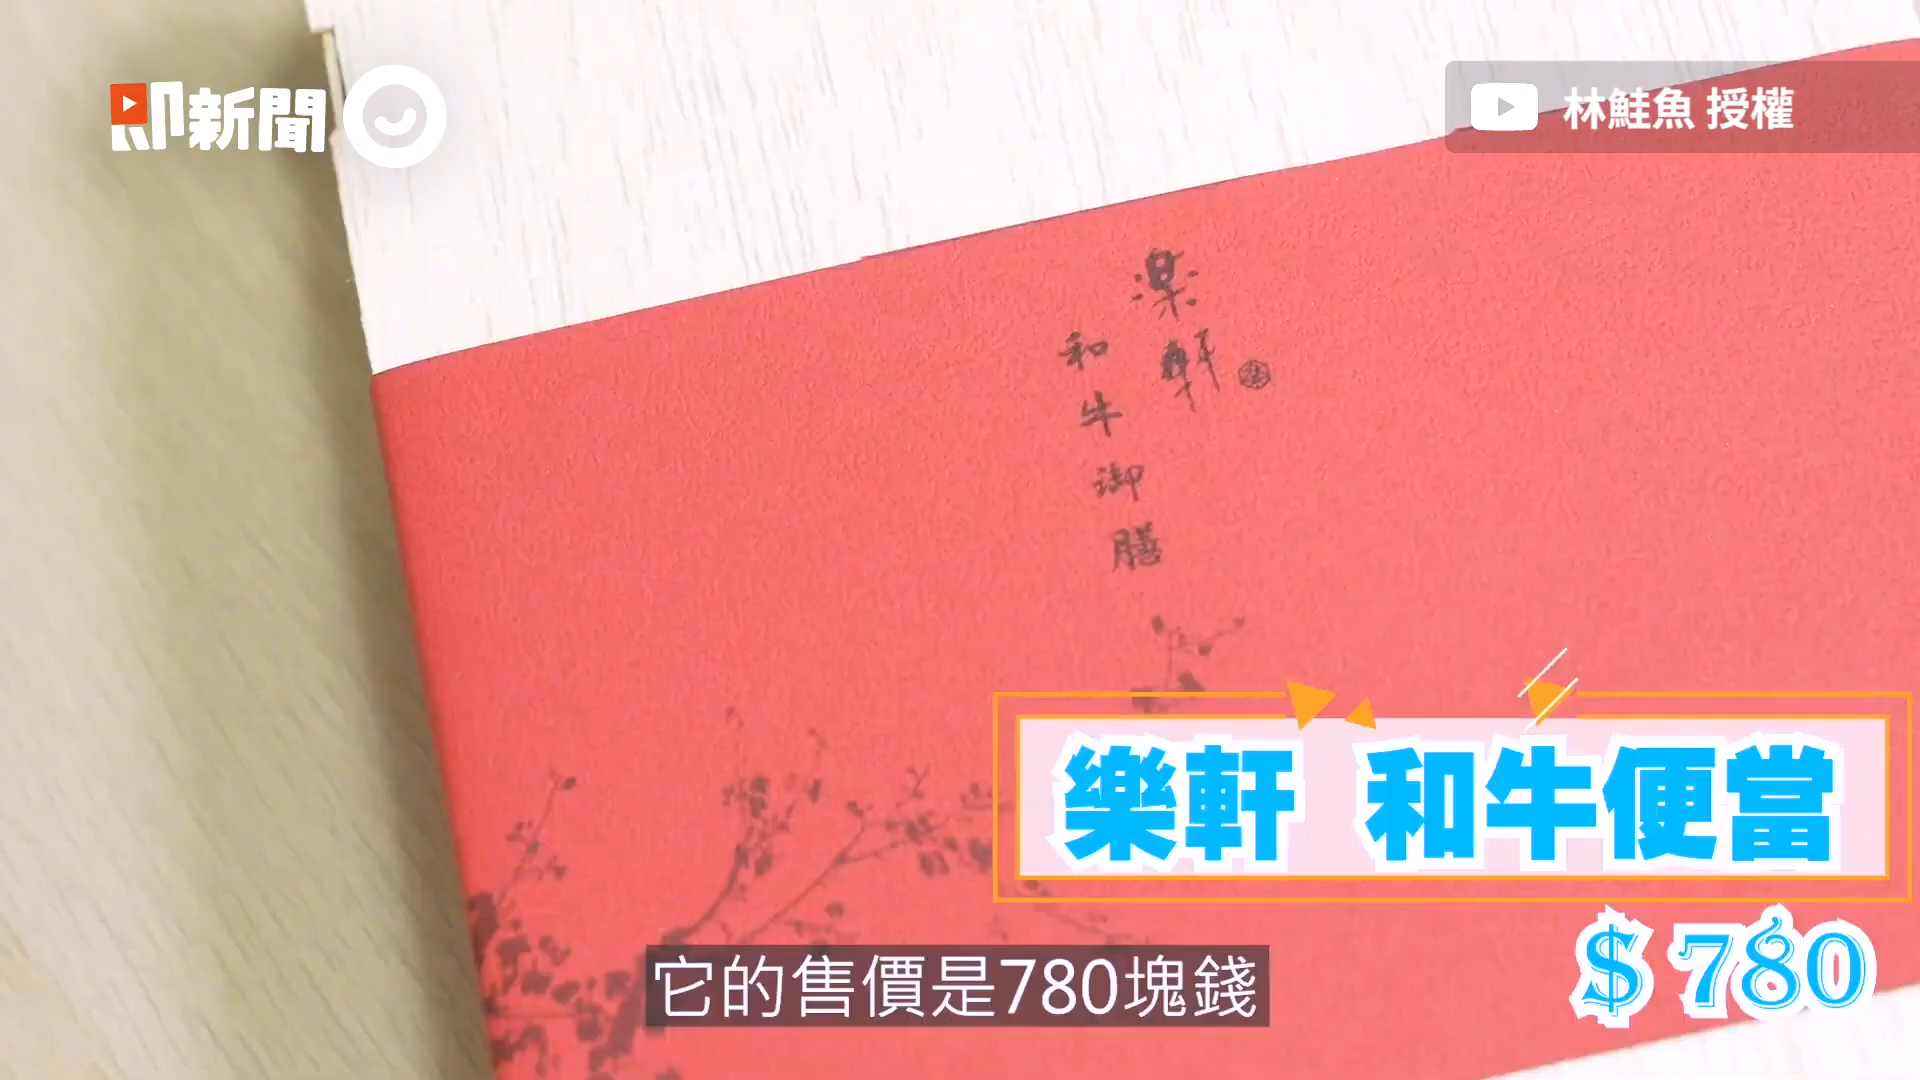 即新聞
林鮭魚 授權
楽軒
和牛御膳
樂軒 和牛便當
$780
它的售價是780塊錢